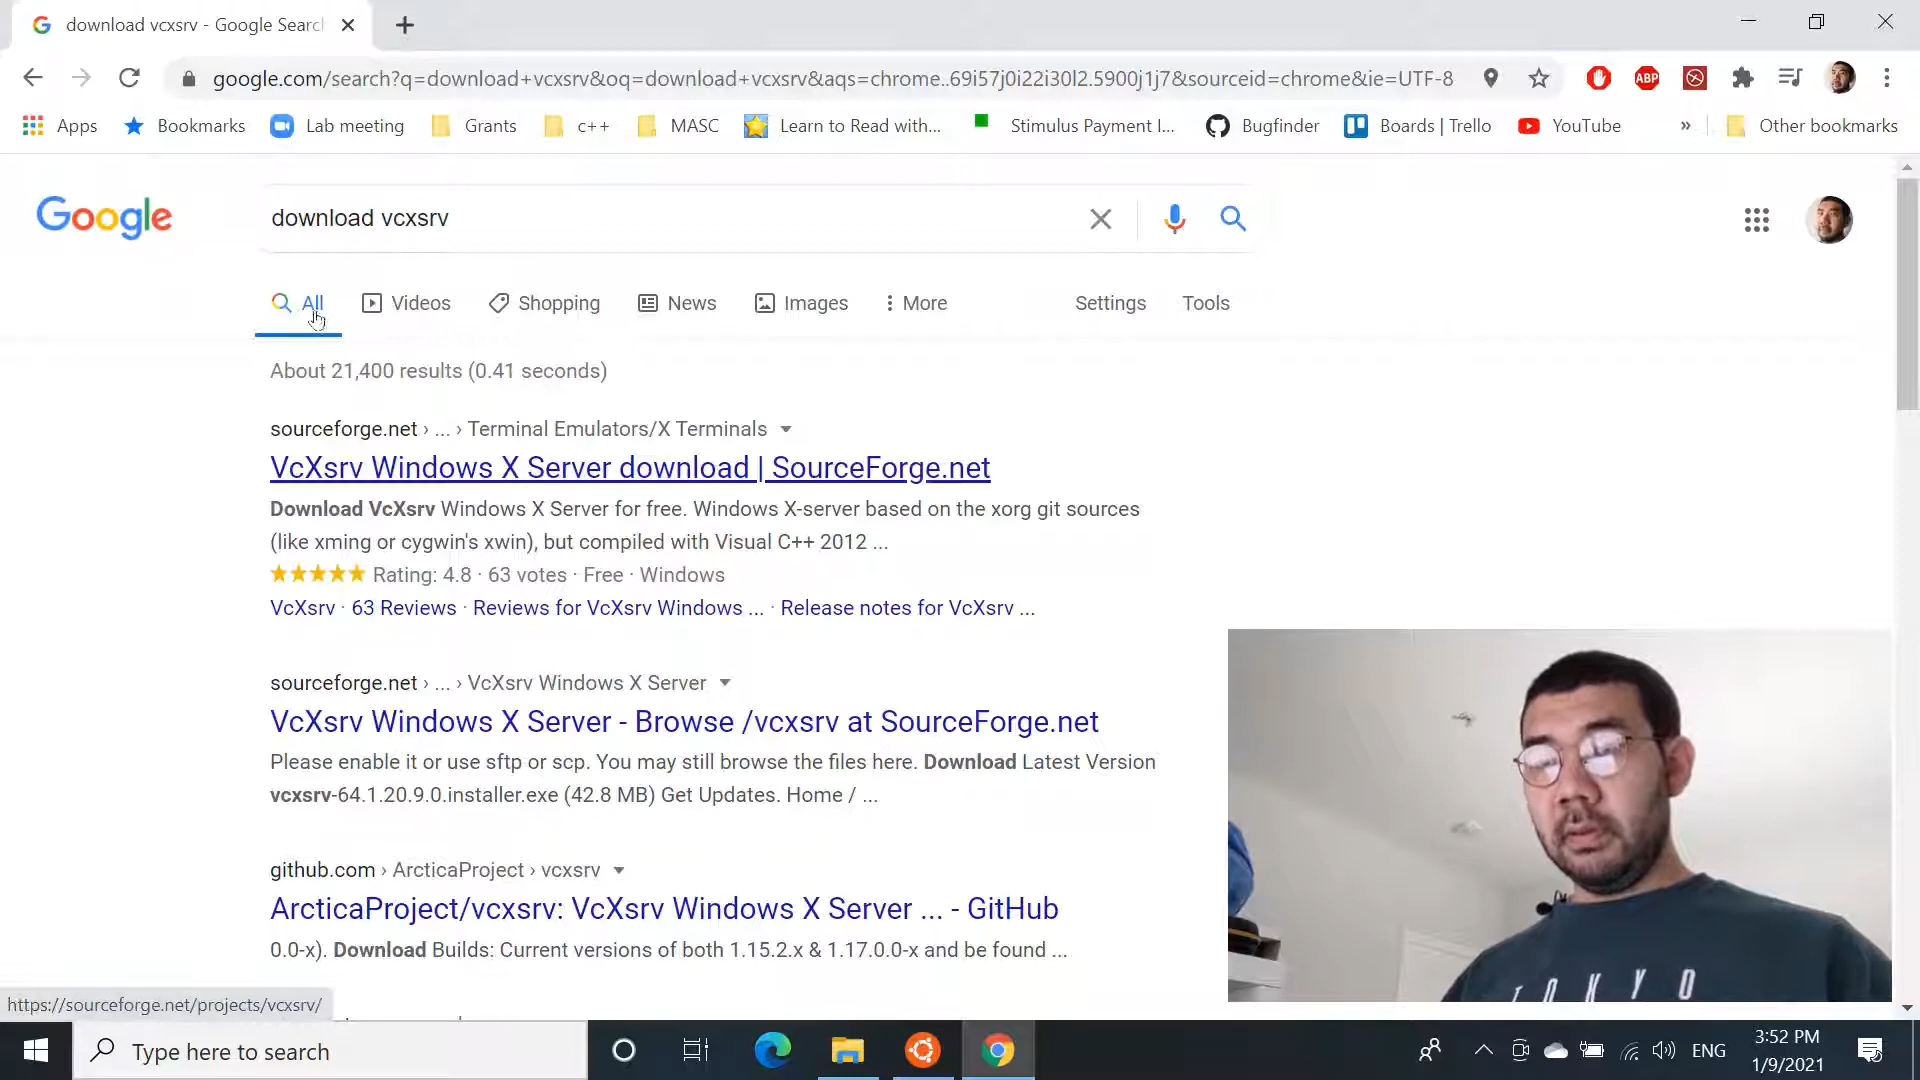 download vcxsrv - Google Search
google.com/search?q=download+vcxsrv&oq=download+vcxsrv&aqs=chrome..69i57j0i22i30l2.5900j1j7&sourceid=chrome&ie=UTF-8
ABP
Apps Bookmarks Lab meeting Grants c++ MASC Learn to Read with... Stimulus Payment I... Bugfinder Boards | Trello YouTube » Other bookmarks
Google
download vcxsrv
All Videos Shopping News Images More Settings Tools
About 21,400 results (0.41 seconds)
sourceforge.net › ... › Terminal Emulators/X Terminals
VcXsrv Windows X Server download | SourceForge.net
Download VcXsrv Windows X Server for free. Windows X-server based on the xorg git sources
(like xming or cygwin's xwin), but compiled with Visual C++ 2012 ...
Rating: 4.8 · 63 votes · Free · Windows
VcXsrv · 63 Reviews · Reviews for VcXsrv Windows ... · Release notes for VcXsrv ...
sourceforge.net › ... › VcXsrv Windows X Server
VcXsrv Windows X Server - Browse /vcxsrv at SourceForge.net
Please enable it or use sftp or scp. You may still browse the files here. Download Latest Version
vcxsrv-64.1.20.9.0.installer.exe (42.8 MB) Get Updates. Home / ...
github.com › ArcticaProject › vcxsrv
ArcticaProject/vcxsrv: VcXsrv Windows X Server ... - GitHub
0.0-x). Download Builds: Current versions of both 1.15.2.x & 1.17.0.0-x and be found ...
TOKYO
https://sourceforge.net/projects/vcxsrv/
Type here to search
ENG
3:52 PM
1/9/2021